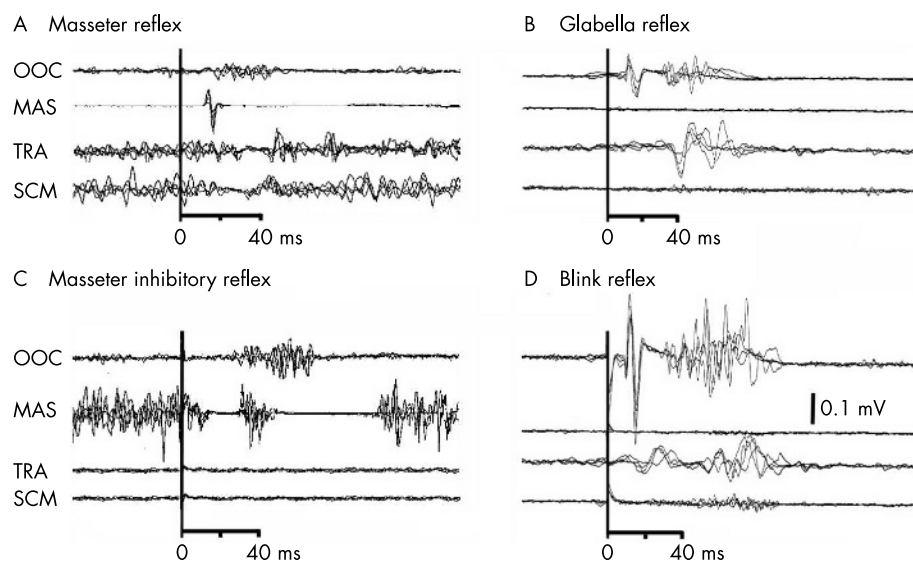 A Masseter reflex
OOC
MAS
TRA
SCM
0 40 ms
B Glabella reflex
0 40 ms
C Masseter inhibitory reflex
OOC
MAS
TRA
SCM
0 40 ms
D Blink reflex
0.1 mV
0 40 ms